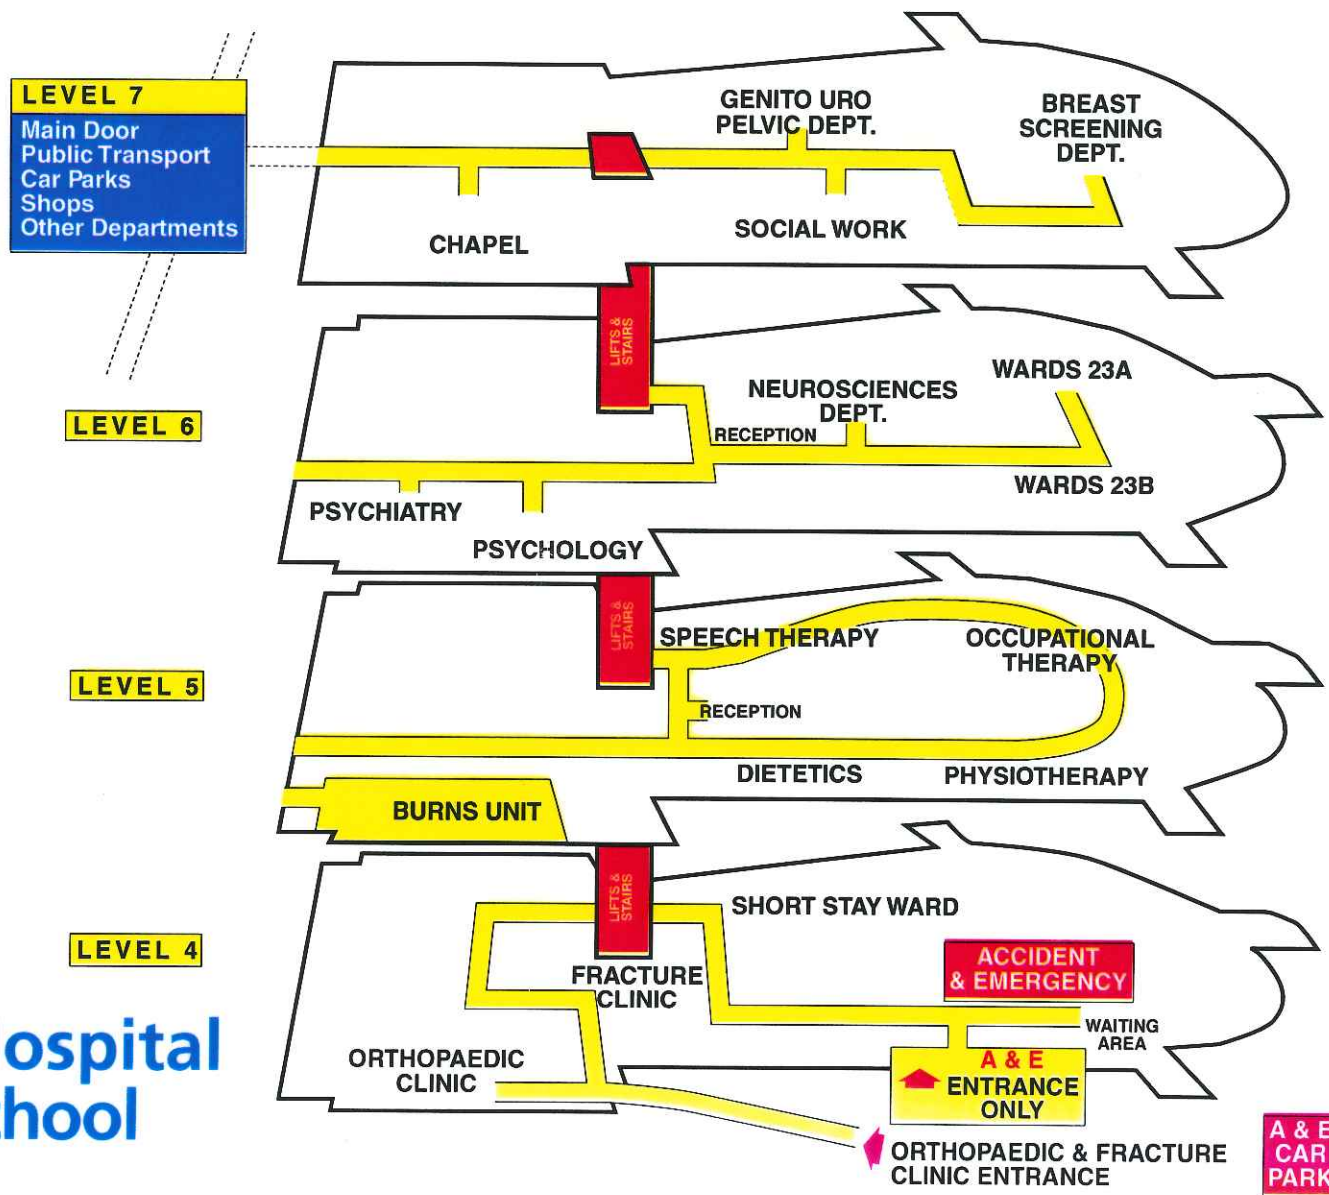 LEVEL 7
Main Door
Public Transport
Car Parks
Shops
Other Departments
GENITO URO
PELVIC DEPT.
BREAST
SCREENING
DEPT.
CHAPEL
SOCIAL WORK
LIFTS &
STAIRS
LEVEL 6
NEUROSCIENCES
DEPT.
WARDS 23A
RECEPTION
WARDS 23B
PSYCHIATRY
PSYCHOLOGY
LIFTS &
STAIRS
LEVEL 5
SPEECH THERAPY
OCCUPATIONAL
THERAPY
RECEPTION
DIETETICS
PHYSIOTHERAPY
BURNS UNIT
LIFTS &
STAIRS
LEVEL 4
SHORT STAY WARD
FRACTURE
CLINIC
ACCIDENT
& EMERGENCY
WAITING
AREA
ORTHOPAEDIC
CLINIC
A & E
ENTRANCE
ONLY
ORTHOPAEDIC & FRACTURE
CLINIC ENTRANCE
ospital
chool
A & E
CAR
PARK